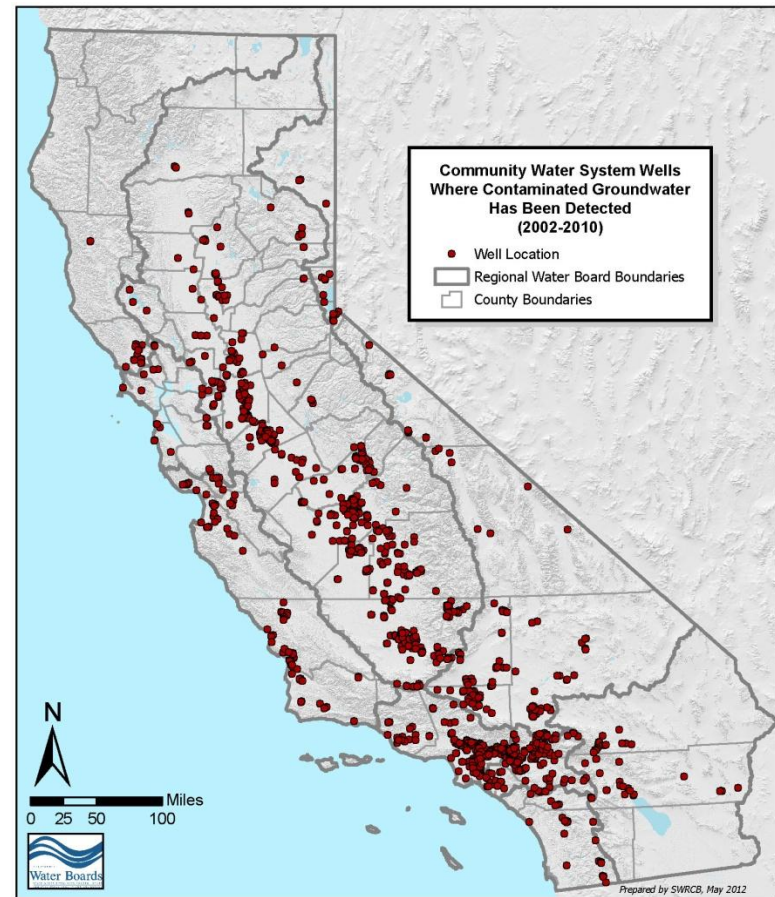 Community Water System Wells
Where Contaminated Groundwater
Has Been Detected
(2002-2010)
Well Location
Regional Water Board Boundaries
County Boundaries
N
Miles
0 25 50 100
Water Boards
Prepared by SWRCB, May 2012